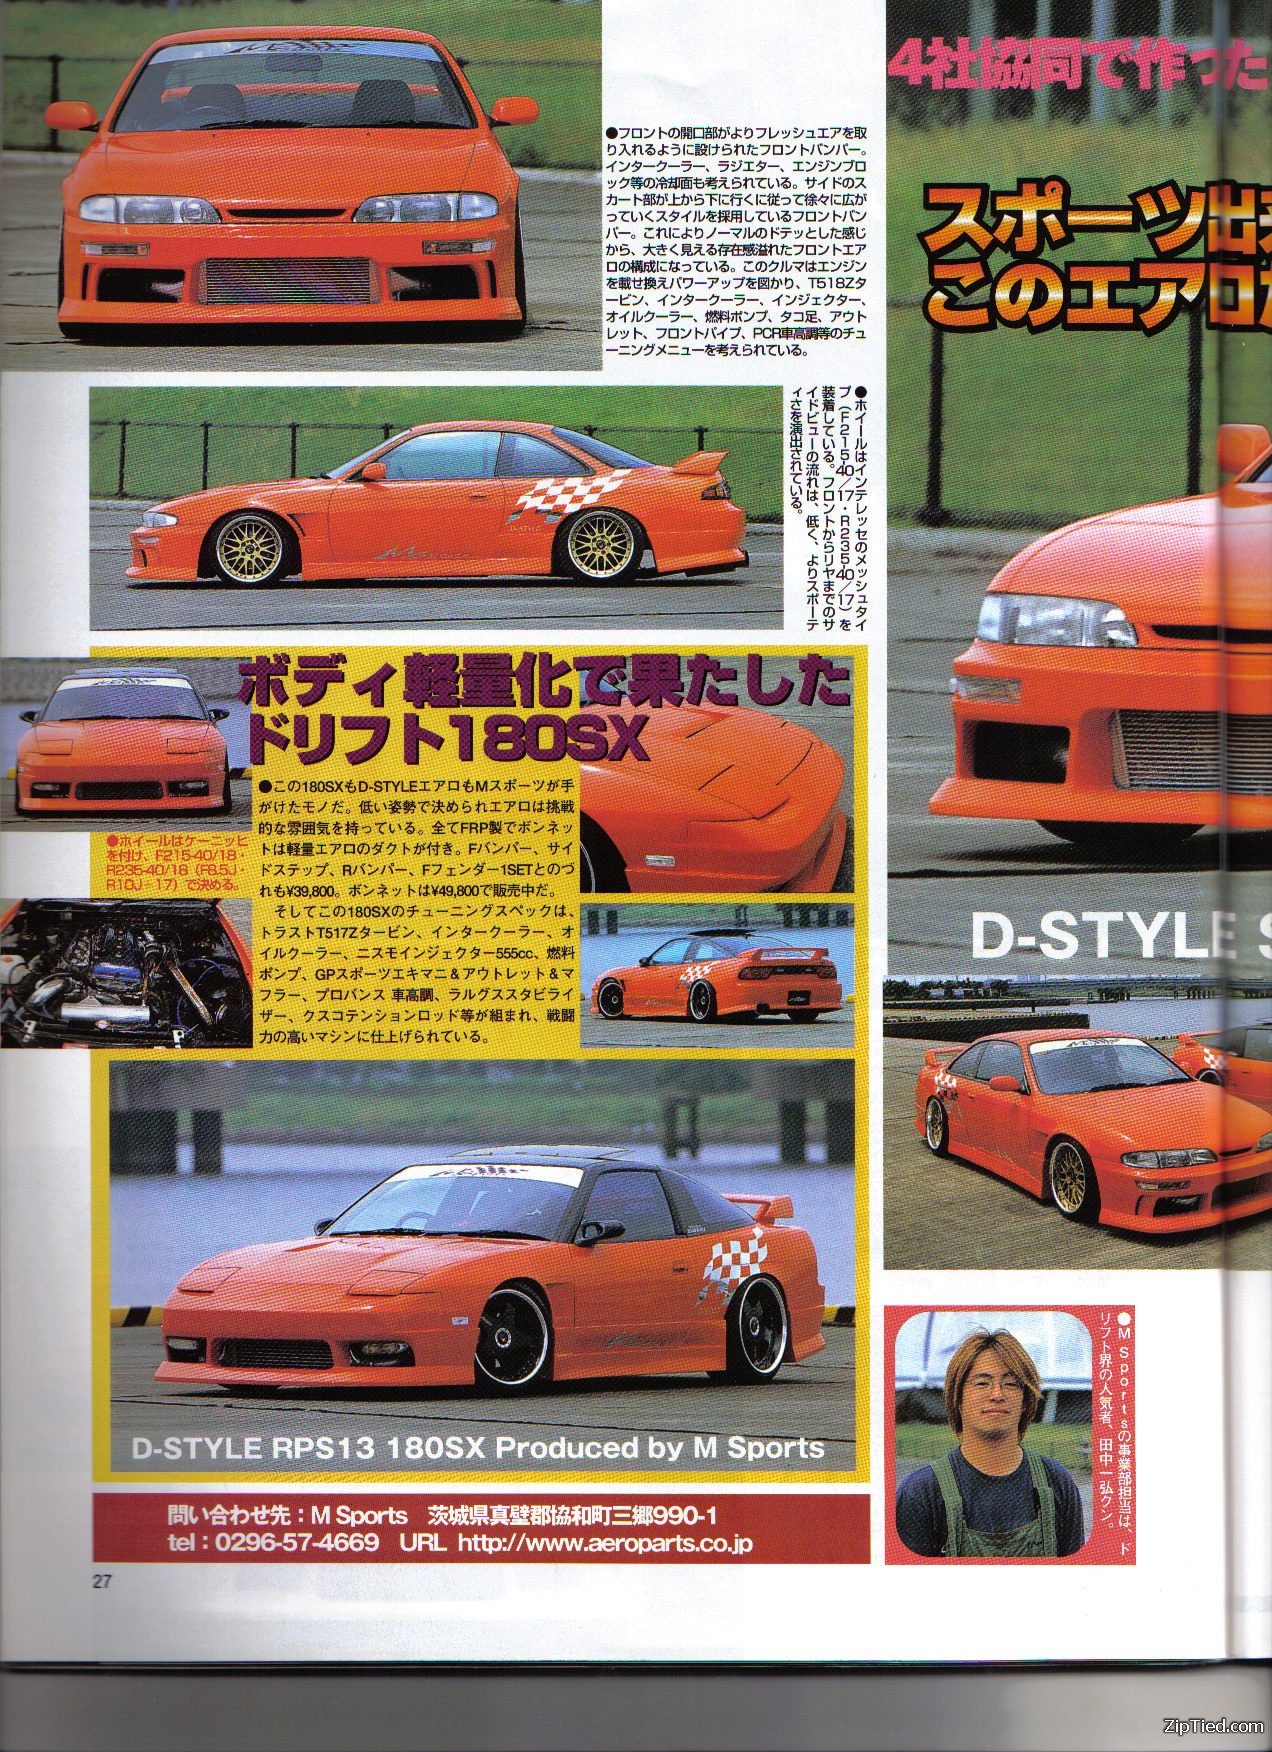 ●フロントの開口部がよりフレッシュエアを取
り入れるように設けられたフロントバンパー。
インタークーラー、ラジエター、エンジンブロ
ック等の冷却面も考えられている。サイドのス
カート部が上から下に行くに従って徐々に広が
っていくスタイルを採用しているフロントバン
パー。これによりノーマルのドテッとした感じ
から、大きく見える存在感溢れたフロントエア
ロの構成になっている。このクルマはエンジン
を載せ換えパワーアップを図かり、T518Zタ
ービン、インタークーラー、インジェクター、
オイルクーラー、燃料ポンプ、タコ足、アウト
レット、フロントパイプ、PCR車高調等のチュ
ーニングメニューを考えられている。
●ホイールはインテレッセのメッシュタイ
プ（F215-40／17・R235-40／17）を
装着している。フロントからリヤまでのサ
イドビューの流れは、低く、よりスポーテ
ィさを演出されている。
D-STYLE
ボディ軽量化で果たした
ドリフト180SX
●この180SXもD-STYLEエアロもMスポーツが手
がけたモノだ。低い姿勢で決められエアロは挑戦
的な雰囲気を持っている。全てFRP製でボンネッ
トは軽量エアロのダクトが付き。Fバンパー、サイ
ドステップ、Rバンパー、Fフェンダー1SETとのづ
れも¥39,800。ボンネットは¥49,800で販売中だ。
そしてこの180SXのチューニングスペックは、
トラストT517Zタービン、インタークーラー、オ
イルクーラー、ニスモインジェクター555cc、燃料
ポンプ、GPスポーツエキマニ＆アウトレット＆マ
フラー、プロバンス 車高調、ラルグススタビライ
ザー、クスコテンションロッド等が組まれ、戦闘
力の高いマシンに仕上げられている。
●ホイールはケーニッヒ
を付け、F215-40/18・
R235-40/18（F8.5J・
R10J－17）で決める。
D-STYLE RPS13 180SX Produced by M Sports
問い合わせ先：M Sports　茨城県真壁郡協和町三郷990-1
tel：0296-57-4669　URL http://www.aeroparts.co.jp
27
4社協同で作った
スポーツ出
このエアロ
D-STYLE S
●M Sportsの事業部担当は、ド
リフト界の人気者、田中一弘クン。
ZipTied.com